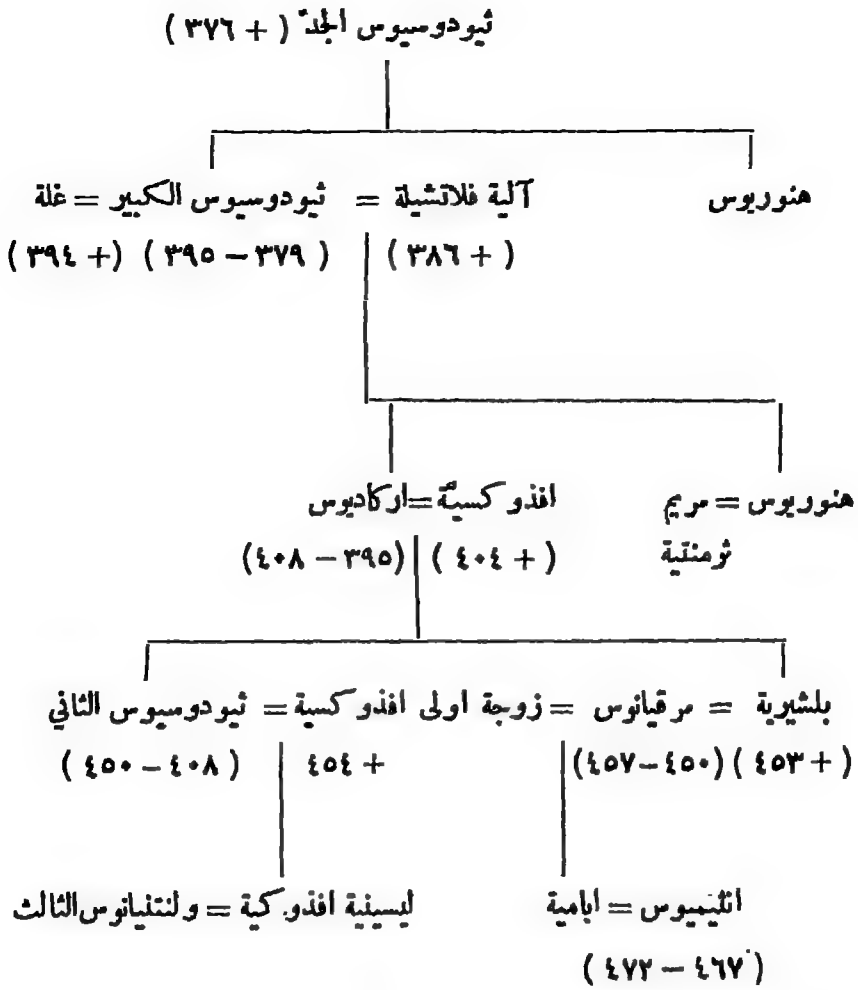 ثيودوسيوس الجدّ ( + ٣٧٦ )
هنوريوس
آلية فلاتشيلة = ثيودوسيوس الكبير = غلة
( + ٣٨٦ ) ( ٣٧٩ – ٣٩٥ ) ( + ٣٩٤ )
هنوريوس = مريم
ثومنتية
افذوكسيّة = اركاديوس
( + ٤٠٤ ) ( ٣٩٥ – ٤٠٨ )
بلشيرية = مرقيانوس = زوجة اولى افذوكسية = ثيودوسيوس الثاني
( + ٤٥٣ ) ( ٤٥٠ – ٤٥٧ ) + ٤٥٤ ( ٤٠٨ – ٤٥٠ )
انثيميوس = ابامية ليسينية افذوكية = ولنتنيانوس الثالث
( ٤٦٧ – ٤٧٢ )